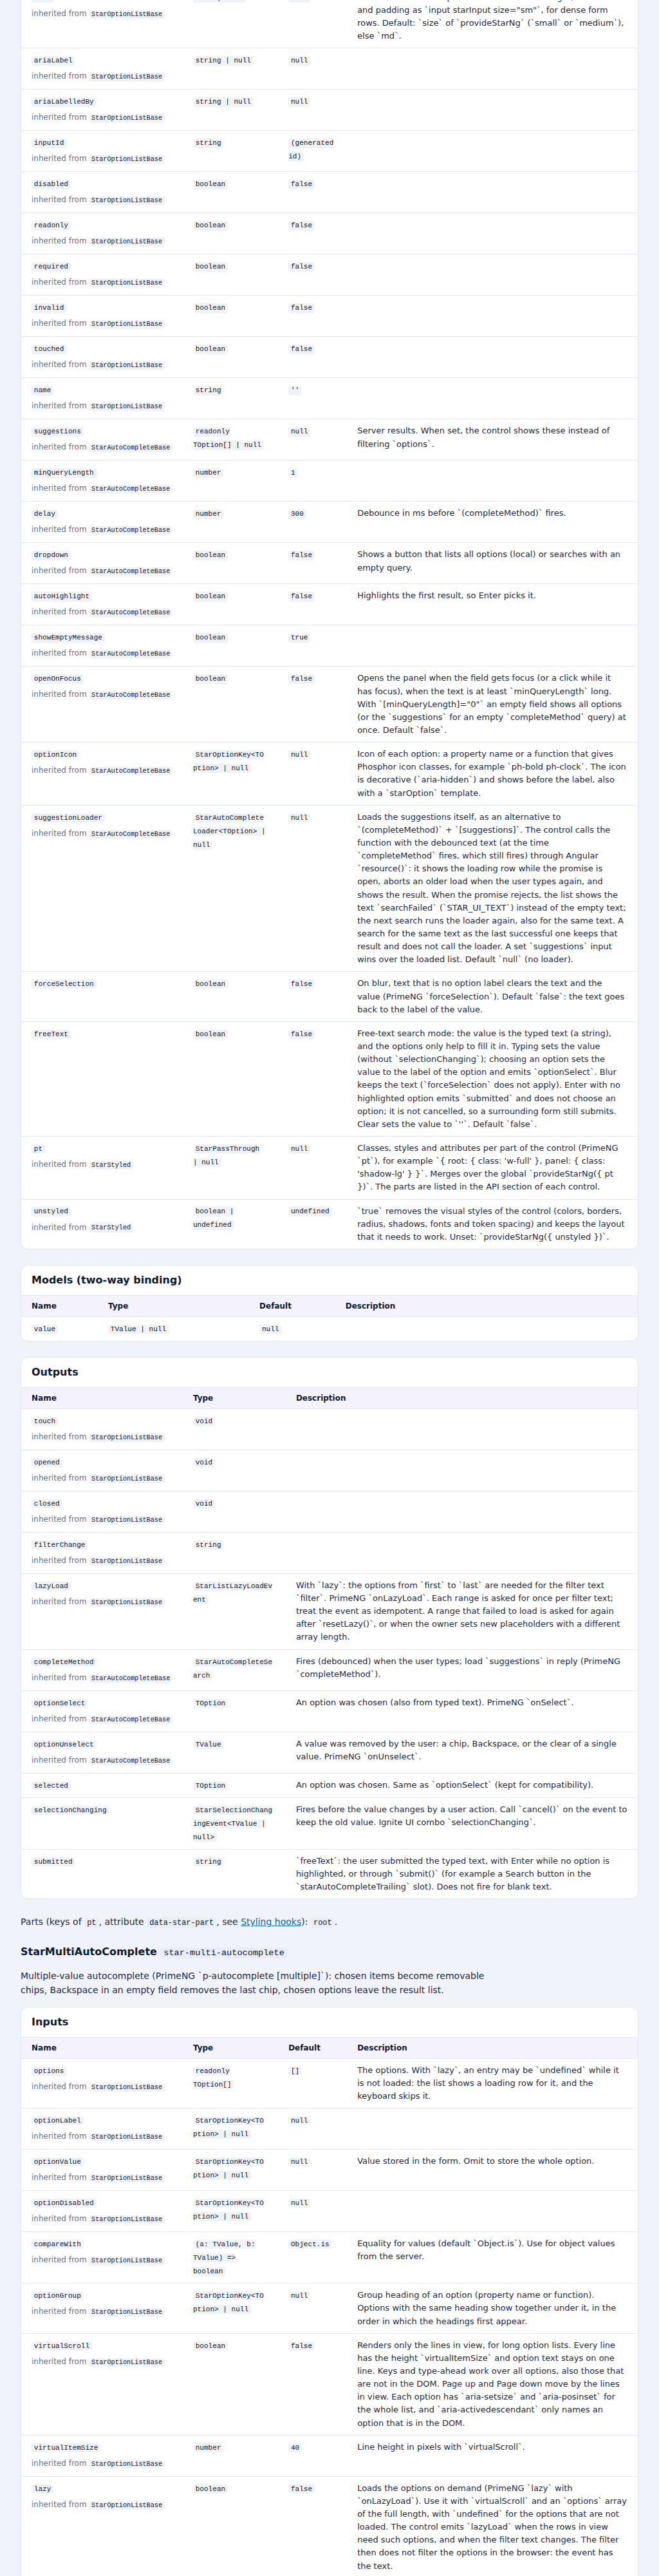 inherited from StarOptionListBase
and padding as `input starInput size="sm"`, for dense form
rows. Default: `size` of `provideStarNg` (`small` or `medium`),
else `md`.
ariaLabel string | null null
inherited from StarOptionListBase
ariaLabelledBy string | null null
inherited from StarOptionListBase
inputId string (generated
id)
inherited from StarOptionListBase
disabled boolean false
inherited from StarOptionListBase
readonly boolean false
inherited from StarOptionListBase
required boolean false
inherited from StarOptionListBase
invalid boolean false
inherited from StarOptionListBase
touched boolean false
inherited from StarOptionListBase
name string ''
inherited from StarOptionListBase
suggestions readonly null Server results. When set, the control shows these instead of
inherited from StarAutoCompleteBase TOption[] | null filtering `options`.
minQueryLength number 1
inherited from StarAutoCompleteBase
delay number 300 Debounce in ms before `(completeMethod)` fires.
inherited from StarAutoCompleteBase
dropdown boolean false Shows a button that lists all options (local) or searches with an
inherited from StarAutoCompleteBase empty query.
autoHighlight boolean false Highlights the first result, so Enter picks it.
inherited from StarAutoCompleteBase
showEmptyMessage boolean true
inherited from StarAutoCompleteBase
openOnFocus boolean false Opens the panel when the field gets focus (or a click while it
inherited from StarAutoCompleteBase has focus), when the text is at least `minQueryLength` long.
With `[minQueryLength]="0"` an empty field shows all options
(or the `suggestions` for an empty `completeMethod` query) at
once. Default `false`.
optionIcon StarOptionKey<TO null Icon of each option: a property name or a function that gives
inherited from StarAutoCompleteBase ption> | null Phosphor icon classes, for example `ph-bold ph-clock`. The icon
is decorative (`aria-hidden`) and shows before the label, also
with a `starOption` template.
suggestionLoader StarAutoComplete null Loads the suggestions itself, as an alternative to
inherited from StarAutoCompleteBase Loader<TOption> | `(completeMethod)` + `[suggestions]`. The control calls the
null function with the debounced text (at the time
`completeMethod` fires, which still fires) through Angular
`resource()`: it shows the loading row while the promise is
open, aborts an older load when the user types again, and
shows the result. When the promise rejects, the list shows the
text `searchFailed` (`STAR_UI_TEXT`) instead of the empty text;
the next search runs the loader again, also for the same text. A
search for the same text as the last successful one keeps that
result and does not call the loader. A set `suggestions` input
wins over the loaded list. Default `null` (no loader).
forceSelection boolean false On blur, text that is no option label clears the text and the
value (PrimeNG `forceSelection`). Default `false`: the text goes
back to the label of the value.
freeText boolean false Free-text search mode: the value is the typed text (a string),
and the options only help to fill it in. Typing sets the value
(without `selectionChanging`); choosing an option sets the
value to the label of the option and emits `optionSelect`. Blur
keeps the text (`forceSelection` does not apply). Enter with no
highlighted option emits `submitted` and does not choose an
option; it is not cancelled, so a surrounding form still submits.
Clear sets the value to `''`. Default `false`.
pt StarPassThrough null Classes, styles and attributes per part of the control (PrimeNG
inherited from StarStyled | null `pt`), for example `{ root: { class: 'w-full' }, panel: { class:
'shadow-lg' } }`. Merges over the global `provideStarNg({ pt
})`. The parts are listed in the API section of each control.
unstyled boolean | undefined `true` removes the visual styles of the control (colors, borders,
inherited from StarStyled undefined radius, shadows, fonts and token spacing) and keeps the layout
that it needs to work. Unset: `provideStarNg({ unstyled })`.
Models (two-way binding)
Name Type Default Description
value TValue | null null
Outputs
Name Type Description
touch void
inherited from StarOptionListBase
opened void
inherited from StarOptionListBase
closed void
inherited from StarOptionListBase
filterChange string
inherited from StarOptionListBase
lazyLoad StarListLazyLoadEv With `lazy`: the options from `first` to `last` are needed for the filter text
inherited from StarOptionListBase ent `filter`. PrimeNG `onLazyLoad`. Each range is asked for once per filter text;
treat the event as idempotent. A range that failed to load is asked for again
after `resetLazy()`, or when the owner sets new placeholders with a different
array length.
completeMethod StarAutoCompleteSe Fires (debounced) when the user types; load `suggestions` in reply (PrimeNG
inherited from StarAutoCompleteBase arch `completeMethod`).
optionSelect TOption An option was chosen (also from typed text). PrimeNG `onSelect`.
inherited from StarAutoCompleteBase
optionUnselect TValue A value was removed by the user: a chip, Backspace, or the clear of a single
inherited from StarAutoCompleteBase value. PrimeNG `onUnselect`.
selected TOption An option was chosen. Same as `optionSelect` (kept for compatibility).
selectionChanging StarSelectionChang Fires before the value changes by a user action. Call `cancel()` on the event to
ingEvent<TValue | keep the old value. Ignite UI combo `selectionChanging`.
null>
submitted string `freeText`: the user submitted the typed text, with Enter while no option is
highlighted, or through `submit()` (for example a Search button in the
`starAutoCompleteTrailing` slot). Does not fire for blank text.
Parts (keys of pt, attribute data-star-part, see Styling hooks): root.
StarMultiAutoComplete star-multi-autocomplete
Multiple-value autocomplete (PrimeNG `p-autocomplete [multiple]`): chosen items become removable
chips, Backspace in an empty field removes the last chip, chosen options leave the result list.
Inputs
Name Type Default Description
options readonly [] The options. With `lazy`, an entry may be `undefined` while it
inherited from StarOptionListBase TOption[] is not loaded: the list shows a loading row for it, and the
keyboard skips it.
optionLabel StarOptionKey<TO null
inherited from StarOptionListBase ption> | null
optionValue StarOptionKey<TO null Value stored in the form. Omit to store the whole option.
inherited from StarOptionListBase ption> | null
optionDisabled StarOptionKey<TO null
inherited from StarOptionListBase ption> | null
compareWith (a: TValue, b: Object.is Equality for values (default `Object.is`). Use for object values
inherited from StarOptionListBase TValue) => from the server.
boolean
optionGroup StarOptionKey<TO null Group heading of an option (property name or function).
inherited from StarOptionListBase ption> | null Options with the same heading show together under it, in the
order in which the headings first appear.
virtualScroll boolean false Renders only the lines in view, for long option lists. Every line
inherited from StarOptionListBase has the height `virtualItemSize` and option text stays on one
line. Keys and type-ahead work over all options, also those that
are not in the DOM. Page up and Page down move by the lines
in view. Each option has `aria-setsize` and `aria-posinset` for
the whole list, and `aria-activedescendant` only names an
option that is in the DOM.
virtualItemSize number 40 Line height in pixels with `virtualScroll`.
inherited from StarOptionListBase
lazy boolean false Loads the options on demand (PrimeNG `lazy` with
inherited from StarOptionListBase `onLazyLoad`). Use it with `virtualScroll` and an `options` array
of the full length, with `undefined` for the options that are not
loaded. The control emits `lazyLoad` when the rows in view
need such options, and when the filter text changes. The filter
then does not filter the options in the browser: the event has
the text.